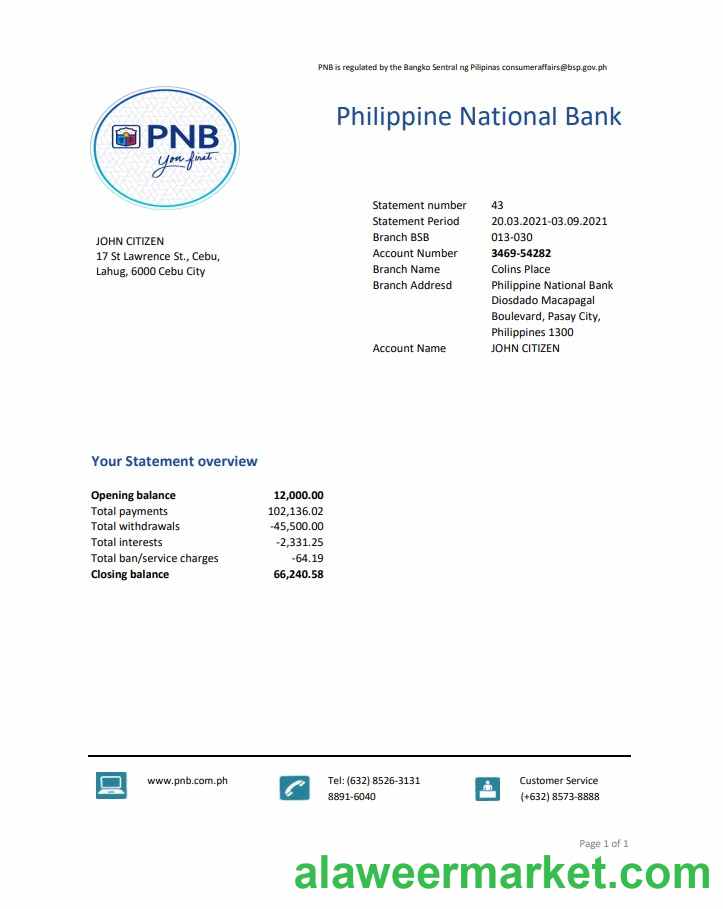 PNB is regulated by the Bangko Sentral ng Pilipinas consumeraffairs@bsp.gov.ph
PNB
You first.
Philippine National Bank
Statement number 43
Statement Period 20.03.2021-03.09.2021
Branch BSB 013-030
Account Number 3469-54282
Branch Name Colins Place
Branch Addresd Philippine National Bank
Diosdado Macapagal
Boulevard, Pasay City,
Philippines 1300
Account Name JOHN CITIZEN
JOHN CITIZEN
17 St Lawrence St., Cebu,
Lahug, 6000 Cebu City
Your Statement overview
Opening balance 12,000.00
Total payments 102,136.02
Total withdrawals -45,500.00
Total interests -2,331.25
Total ban/service charges -64.19
Closing balance 66,240.58
www.pnb.com.ph
Tel: (632) 8526-3131
8891-6040
Customer Service
(+632) 8573-8888
Page 1 of 1
alaweermarket.com